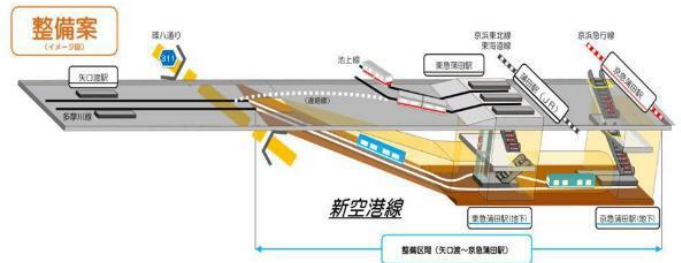 整備案
(イメージ図)
環八通り
311
矢口渡駅
多摩川線
(連絡線)
池上線
東急蒲田駅
京浜東北線
東海道線
蒲田駅(JR)
京浜急行線
京急蒲田駅
新空港線
東急蒲田駅(地下)
京急蒲田駅(地下)
整備区間(矢口渡～京急蒲田駅)